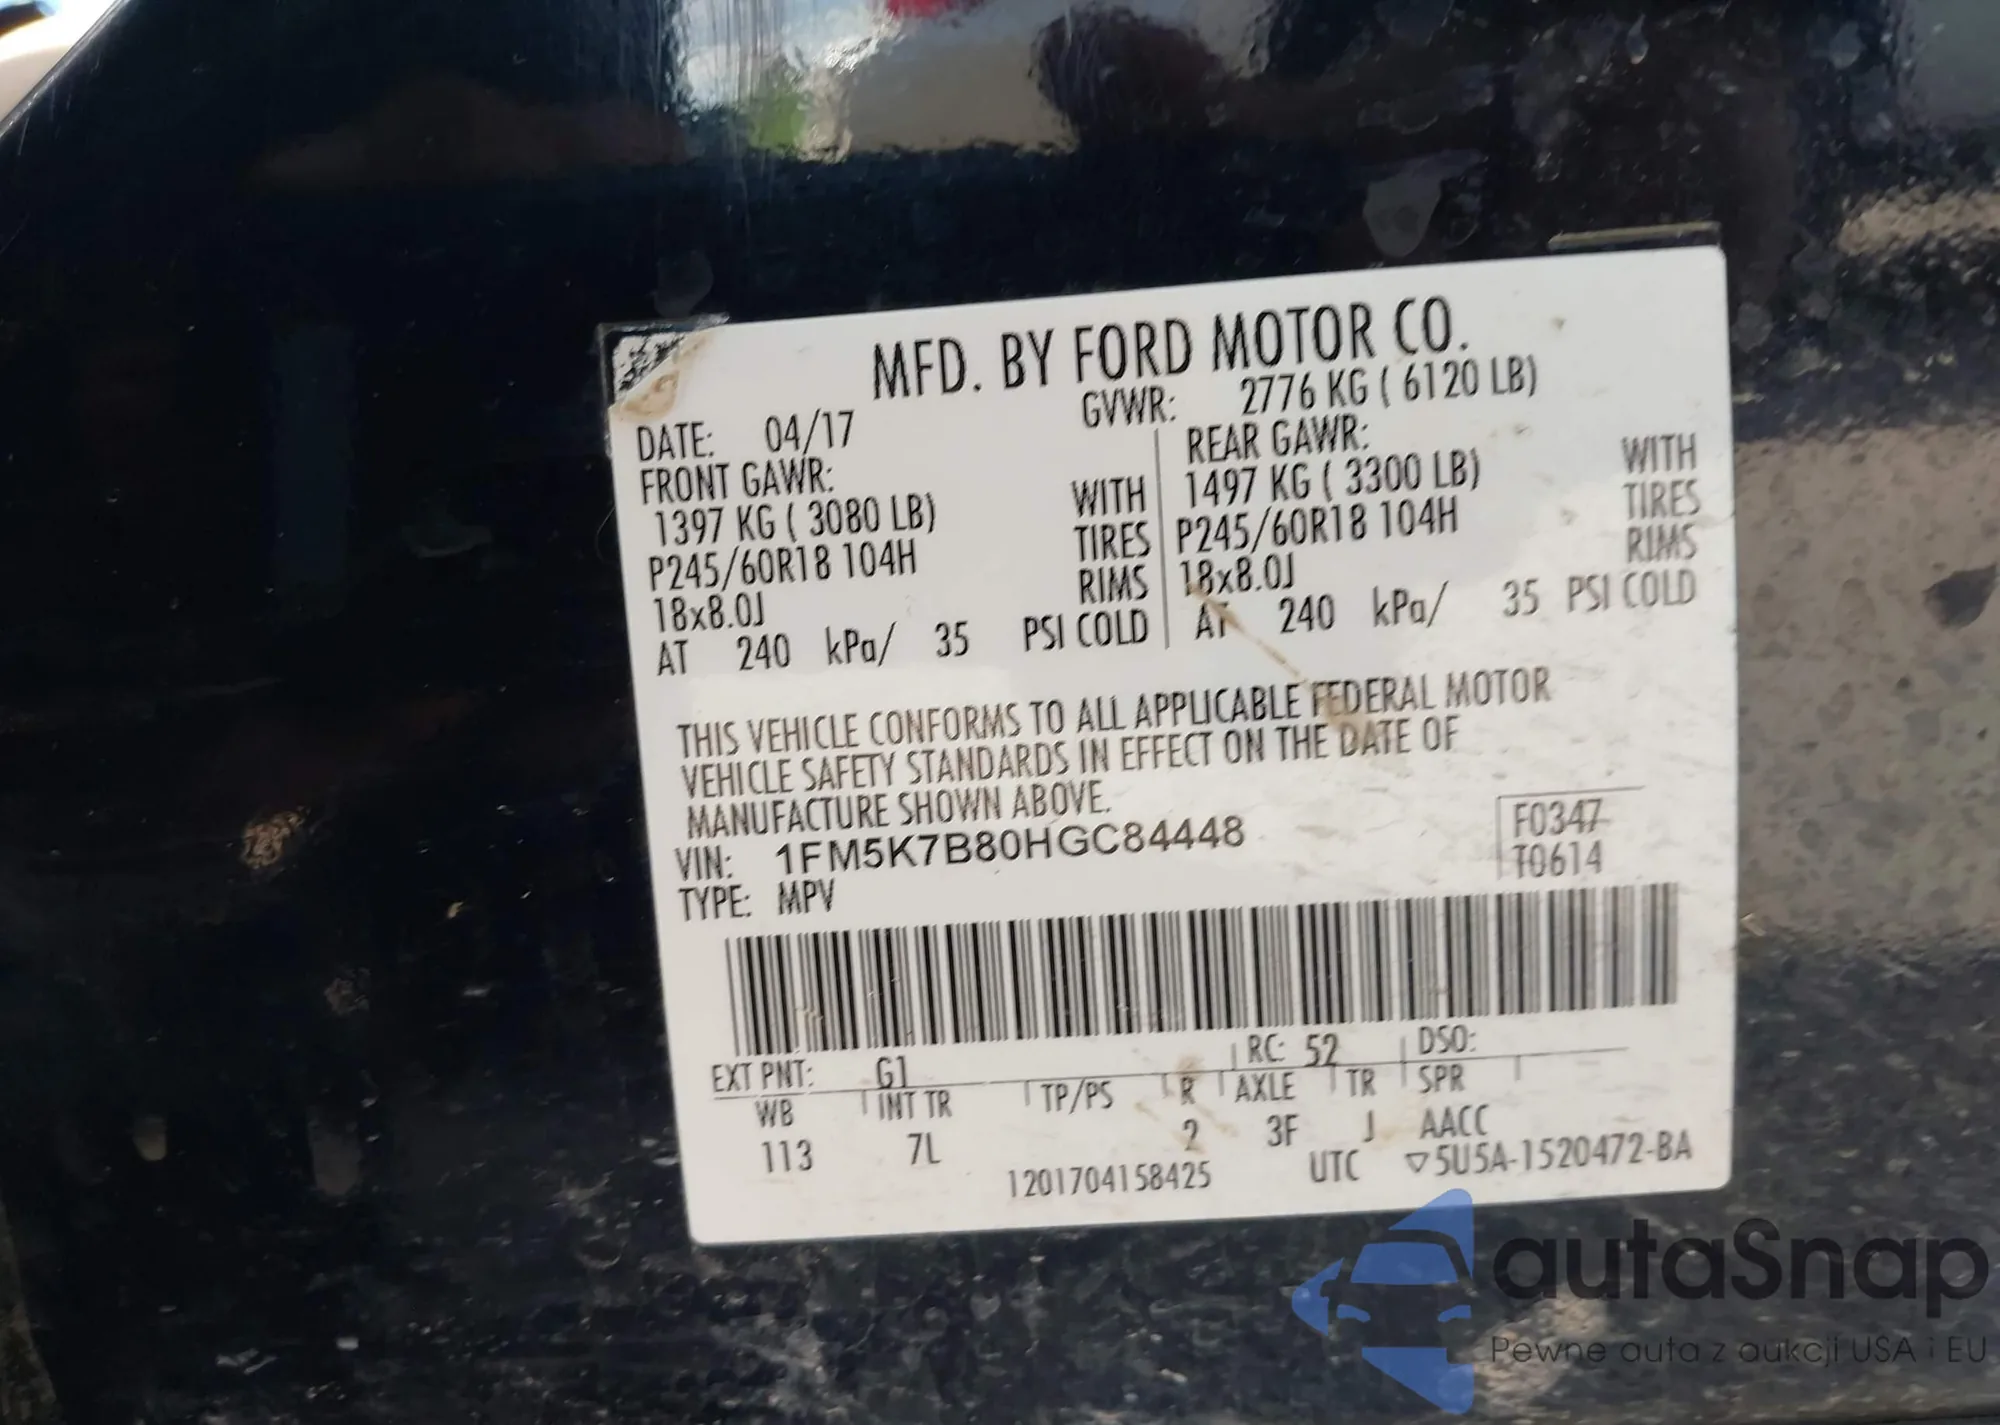 MFD. BY FORD MOTOR CO.
DATE: 04/17 GVWR: 2776 KG ( 6120 LB)
FRONT GAWR: REAR GAWR:
1397 KG ( 3080 LB) WITH 1497 KG ( 3300 LB) WITH
P245/60R18 104H TIRES P245/60R18 104H TIRES
18x8.0J RIMS 18x8.0J RIMS
AT 240 kPa/ 35 PSI COLD AT 240 kPa/ 35 PSI COLD
THIS VEHICLE CONFORMS TO ALL APPLICABLE FEDERAL MOTOR
VEHICLE SAFETY STANDARDS IN EFFECT ON THE DATE OF
MANUFACTURE SHOWN ABOVE.
VIN: 1FM5K7B80HGC84448 F0347
TYPE: MPV T0614
EXT PNT: G1 RC: 52 DSO:
WB INT TR TP/PS R AXLE TR SPR
113 7L 2 3F J AACC
1201704158425 UTC ▽5U5A-1520472-BA
autaSnap
Pewne auta z aukcji USA i EU